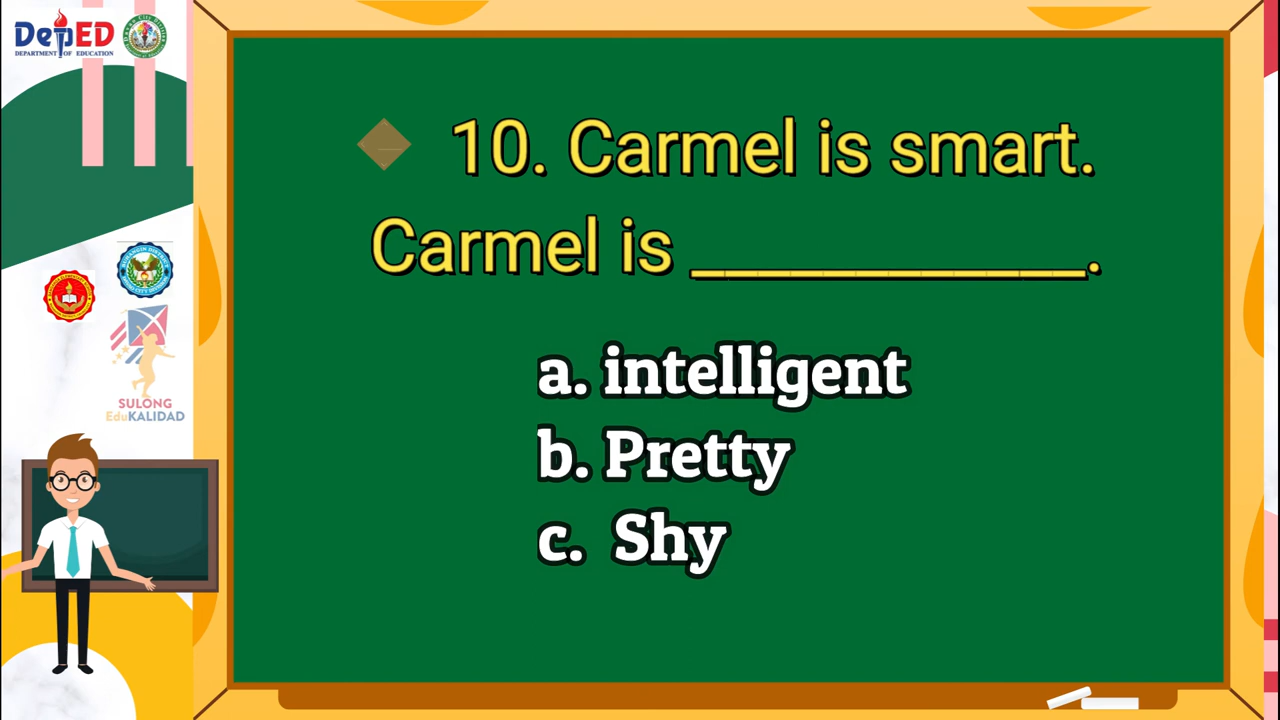 DepED
DEPARTMENT OF EDUCATION
10. Carmel is smart.
Carmel is ____________.
a. intelligent
b. Pretty
c. Shy
SULONG
EduKALIDAD